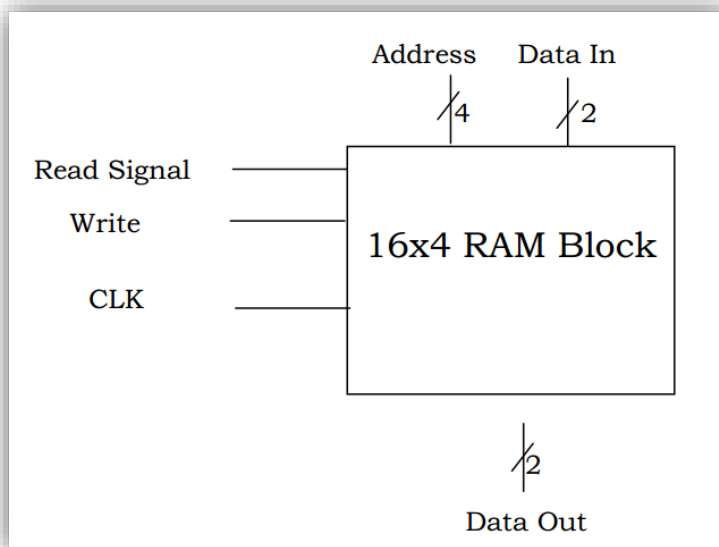 Address Data In
4 2
Read Signal
Write
16x4 RAM Block
CLK
2
Data Out